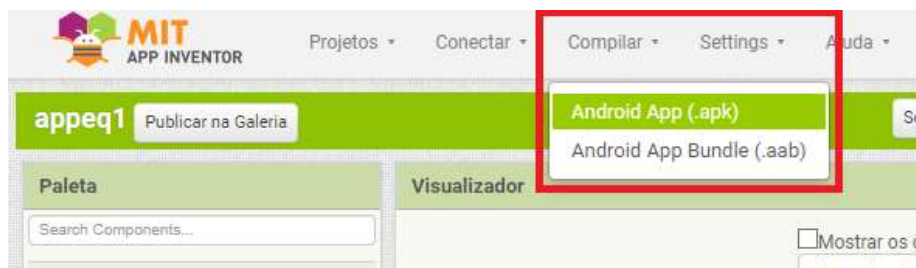 MIT
APP INVENTOR
Projetos
Conectar
Compilar
Settings
Ajuda
appeq1
Publicar na Galeria
Android App (.apk)
Android App Bundle (.aab)
Paleta
Visualizador
Search Components...
Mostrar os